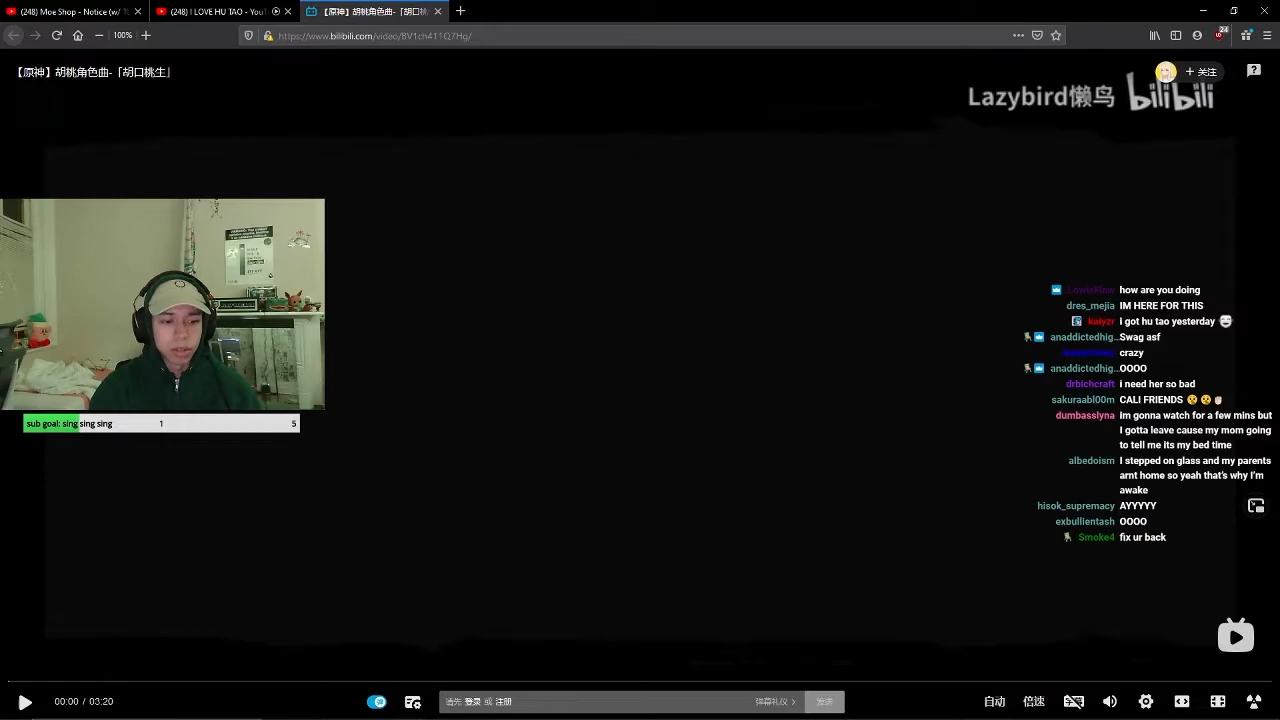 (248) Moe Shop - Notice (w/
(248) I LOVE HU TAO - YouT
【原神】胡桃角色曲-「胡口桃
100%
https://www.bilibili.com/video/BV1ch411Q7Hg/
24
【原神】胡桃角色曲-「胡口桃生」
+ 关注
Lazybird懒鸟 bilibili
LowieFlow how are you doing
dres_mejia IM HERE FOR THIS
kaiyzr i got hu tao yesterday
anaddictedhig... Swag asf
crazy
anaddictedhig... OOOO
drbichcraft i need her so bad
sakuraabl00m CALI FRIENDS
dumbasslyna im gonna watch for a few mins but
I gotta leave cause my mom going
to tell me its my bed time
albedoism I stepped on glass and my parents
arnt home so yeah that's why I'm
awake
hisok_supremacy AYYYYY
exbullientash OOOO
Smoke4 fix ur back
sub goal: sing sing sing 1 5
00:00 / 03:20
请先 登录 或 注册
弹幕礼仪 >
发送
自动
倍速